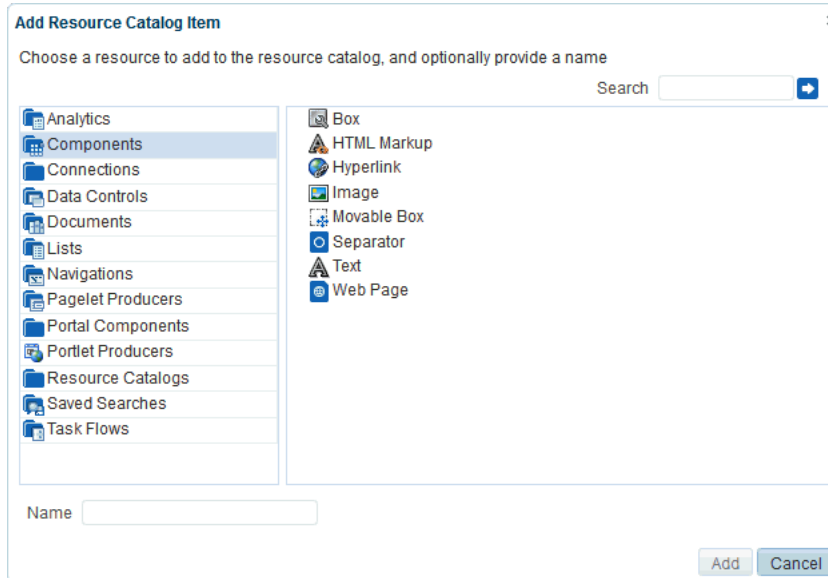 Add Resource Catalog Item
Choose a resource to add to the resource catalog, and optionally provide a name
Search
Analytics
Components
Connections
Data Controls
Documents
Lists
Navigations
Pagelet Producers
Portal Components
Portlet Producers
Resource Catalogs
Saved Searches
Task Flows
Box
HTML Markup
Hyperlink
Image
Movable Box
Separator
Text
Web Page
Name
Add Cancel